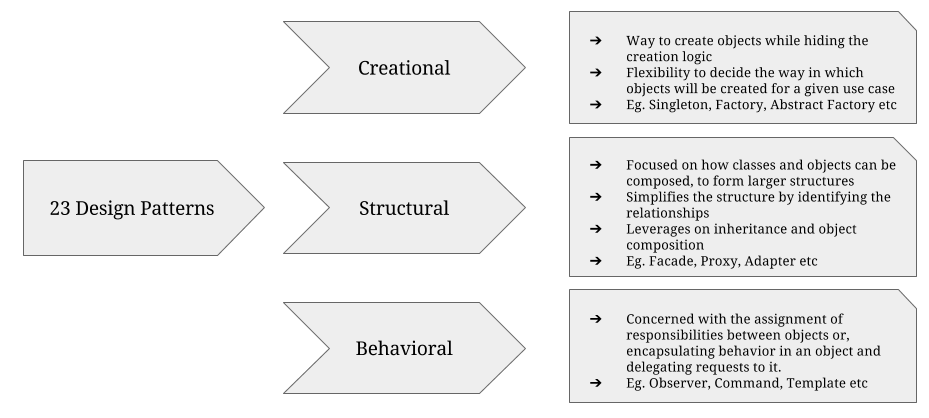 23 Design Patterns
Creational
➔ Way to create objects while hiding the
creation logic
➔ Flexibility to decide the way in which
objects will be created for a given use case
➔ Eg. Singleton, Factory, Abstract Factory etc
Structural
➔ Focused on how classes and objects can be
composed, to form larger structures
➔ Simplifies the structure by identifying the
relationships
➔ Leverages on inheritance and object
composition
➔ Eg. Facade, Proxy, Adapter etc
Behavioral
➔ Concerned with the assignment of
responsibilities between objects or,
encapsulating behavior in an object and
delegating requests to it.
➔ Eg. Observer, Command, Template etc